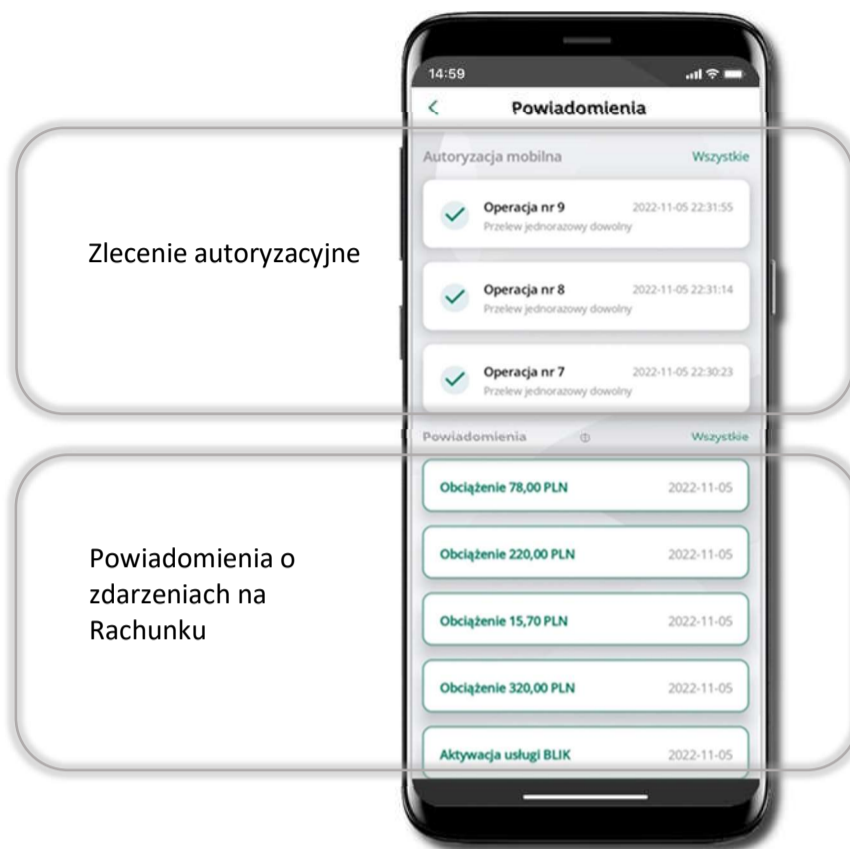 14:59
Powiadomienia
Autoryzacja mobilna Wszystkie
Operacja nr 9 2022-11-05 22:31:55
Przelew jednorazowy dowolny
Zlecenie autoryzacyjne
Operacja nr 8 2022-11-05 22:31:14
Przelew jednorazowy dowolny
Operacja nr 7 2022-11-05 22:30:23
Przelew jednorazowy dowolny
Powiadomienia Wszystkie
Obciążenie 78,00 PLN 2022-11-05
Powiadomienia o
zdarzeniach na
Rachunku
Obciążenie 220,00 PLN 2022-11-05
Obciążenie 15,70 PLN 2022-11-05
Obciążenie 320,00 PLN 2022-11-05
Aktywacja usługi BLIK 2022-11-05